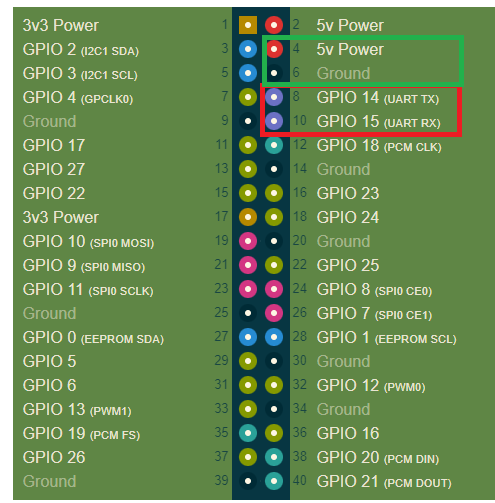 3v3 Power 1 2 5v Power
GPIO 2 (I2C1 SDA) 3 4 5v Power
GPIO 3 (I2C1 SCL) 5 6 Ground
GPIO 4 (GPCLK0) 7 8 GPIO 14 (UART TX)
Ground 9 10 GPIO 15 (UART RX)
GPIO 17 11 12 GPIO 18 (PCM CLK)
GPIO 27 13 14 Ground
GPIO 22 15 16 GPIO 23
3v3 Power 17 18 GPIO 24
GPIO 10 (SPI0 MOSI) 19 20 Ground
GPIO 9 (SPI0 MISO) 21 22 GPIO 25
GPIO 11 (SPI0 SCLK) 23 24 GPIO 8 (SPI0 CE0)
Ground 25 26 GPIO 7 (SPI0 CE1)
GPIO 0 (EEPROM SDA) 27 28 GPIO 1 (EEPROM SCL)
GPIO 5 29 30 Ground
GPIO 6 31 32 GPIO 12 (PWM0)
GPIO 13 (PWM1) 33 34 Ground
GPIO 19 (PCM FS) 35 36 GPIO 16
GPIO 26 37 38 GPIO 20 (PCM DIN)
Ground 39 40 GPIO 21 (PCM DOUT)